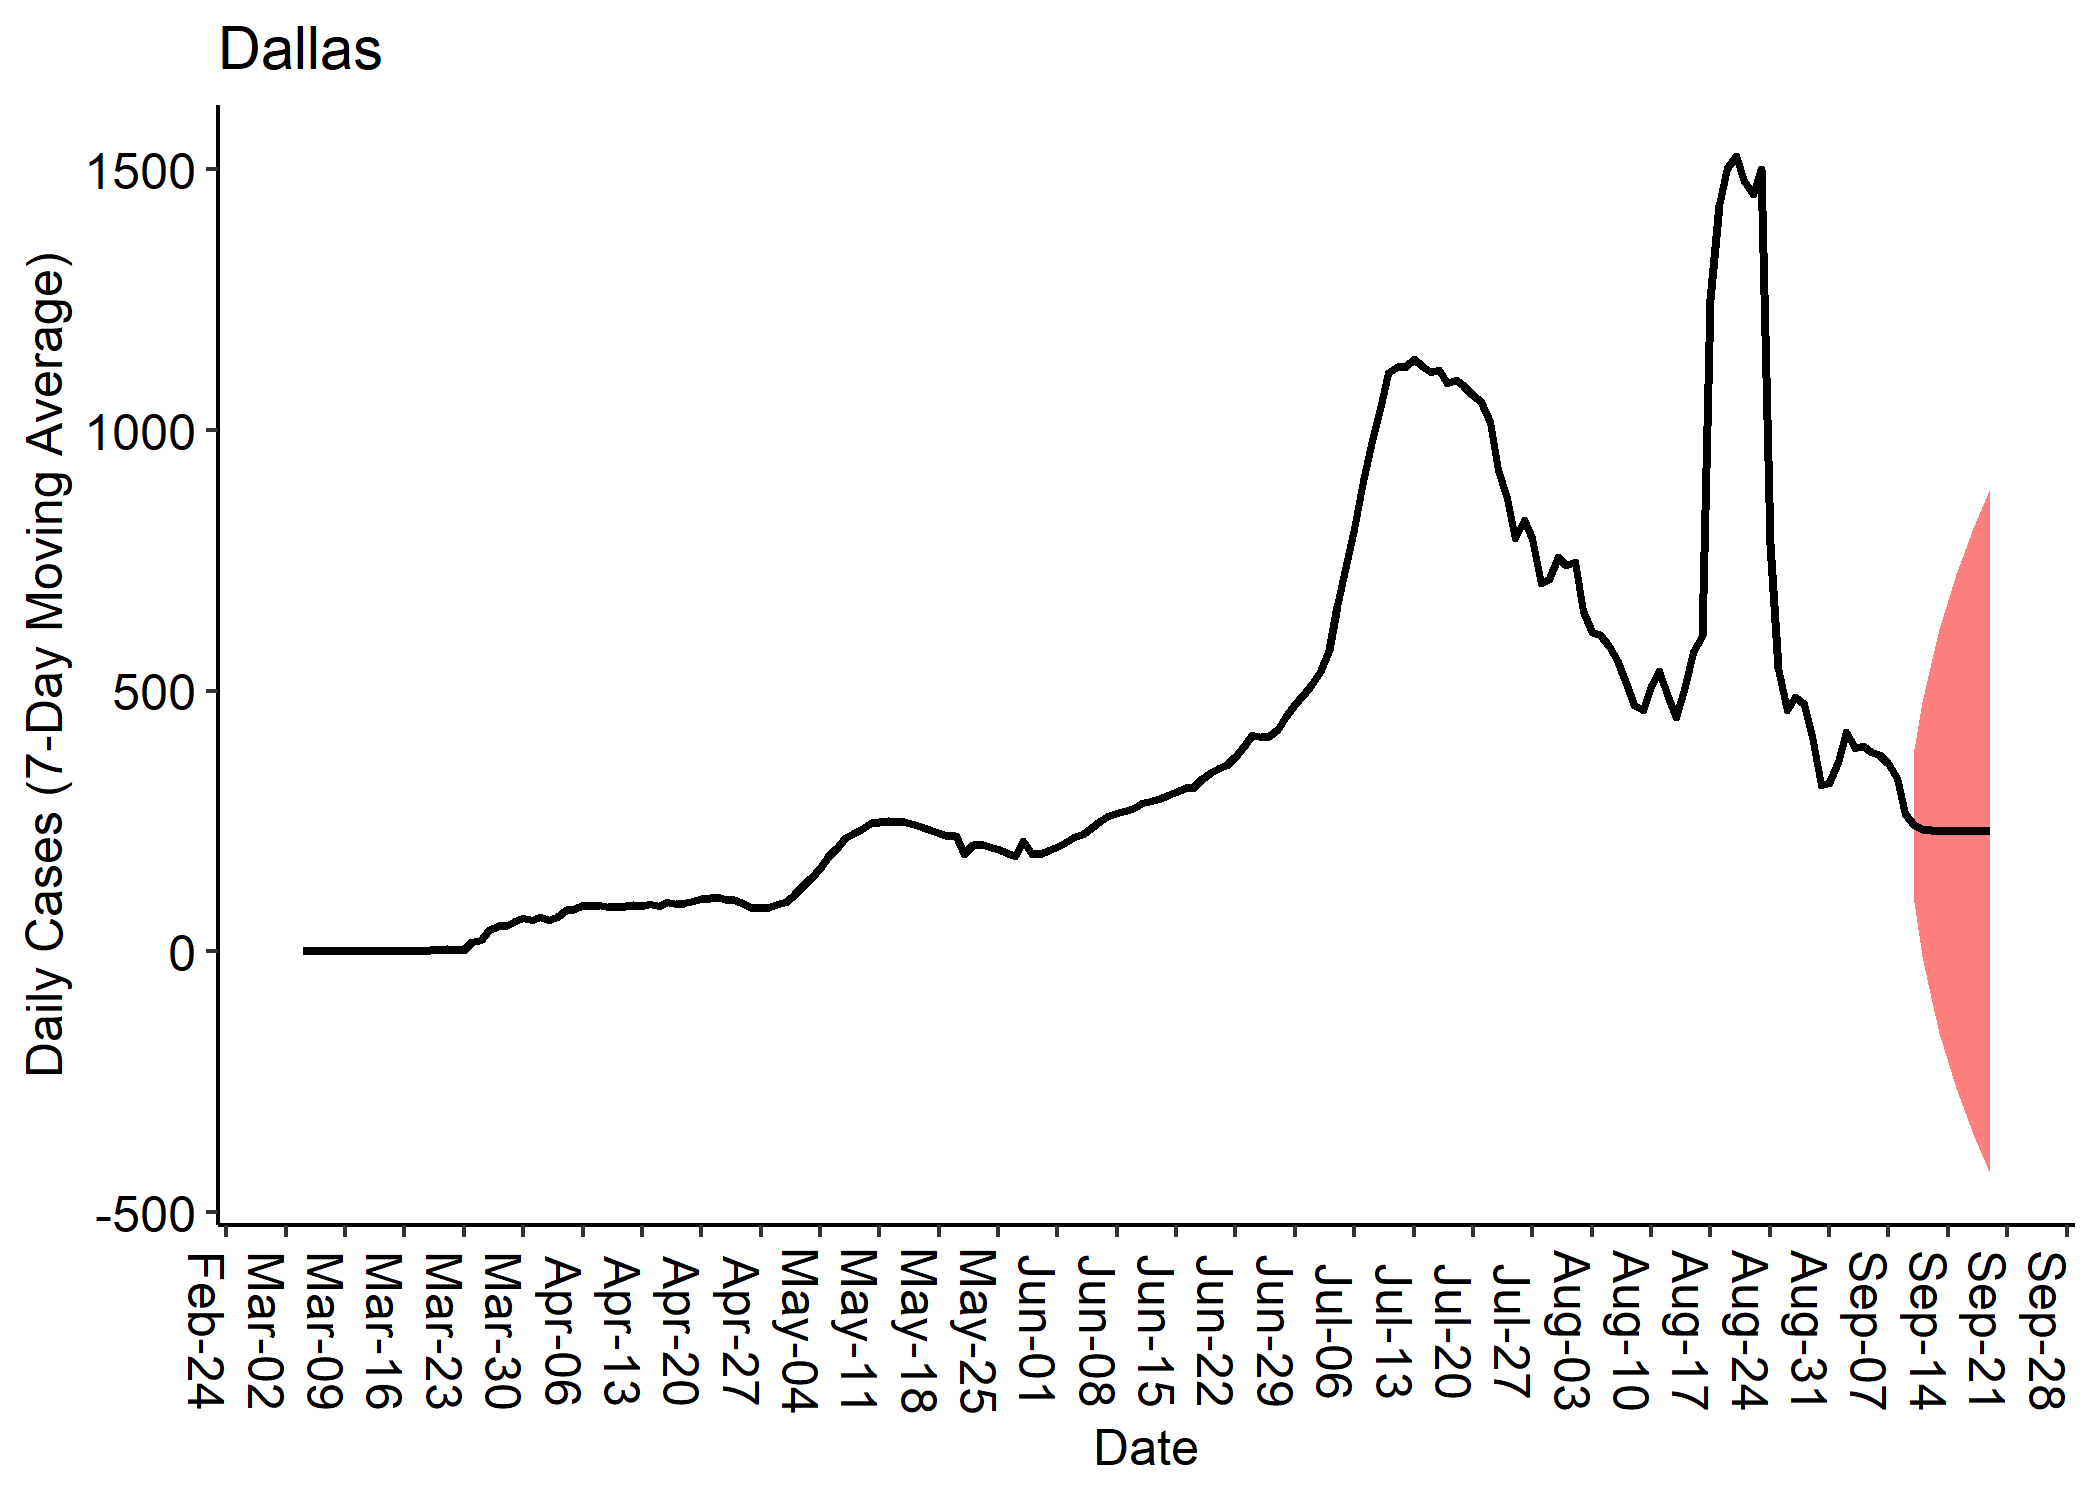 Dallas
Daily Cases (7-Day Moving Average)
1500
1000
500
0
-500
Feb-24
Mar-02
Mar-09
Mar-16
Mar-23
Mar-30
Apr-06
Apr-13
Apr-20
Apr-27
May-04
May-11
May-18
May-25
Jun-01
Jun-08
Jun-15
Jun-22
Jun-29
Jul-06
Jul-13
Jul-20
Jul-27
Aug-03
Aug-10
Aug-17
Aug-24
Aug-31
Sep-07
Sep-14
Sep-21
Sep-28
Date